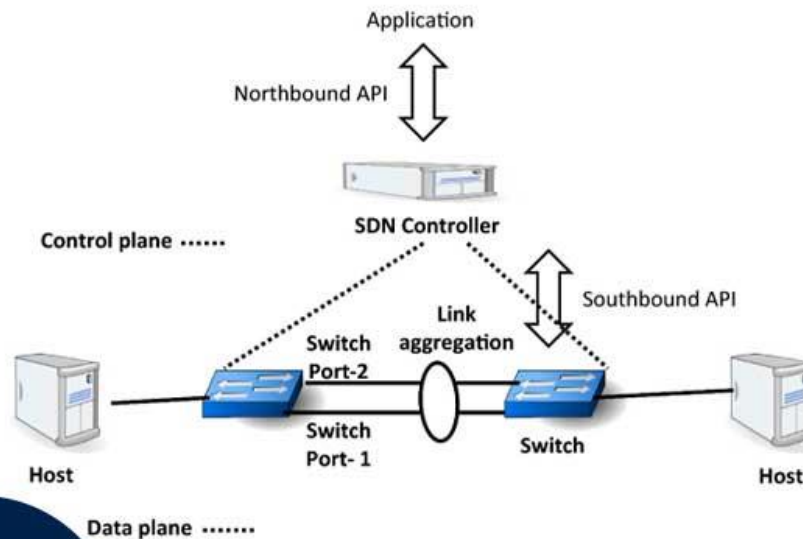 Application
Northbound API
SDN Controller
Control plane ......
Southbound API
Link
aggregation
Switch
Port-2
Switch
Port- 1
Switch
Host
Host
Data plane .......